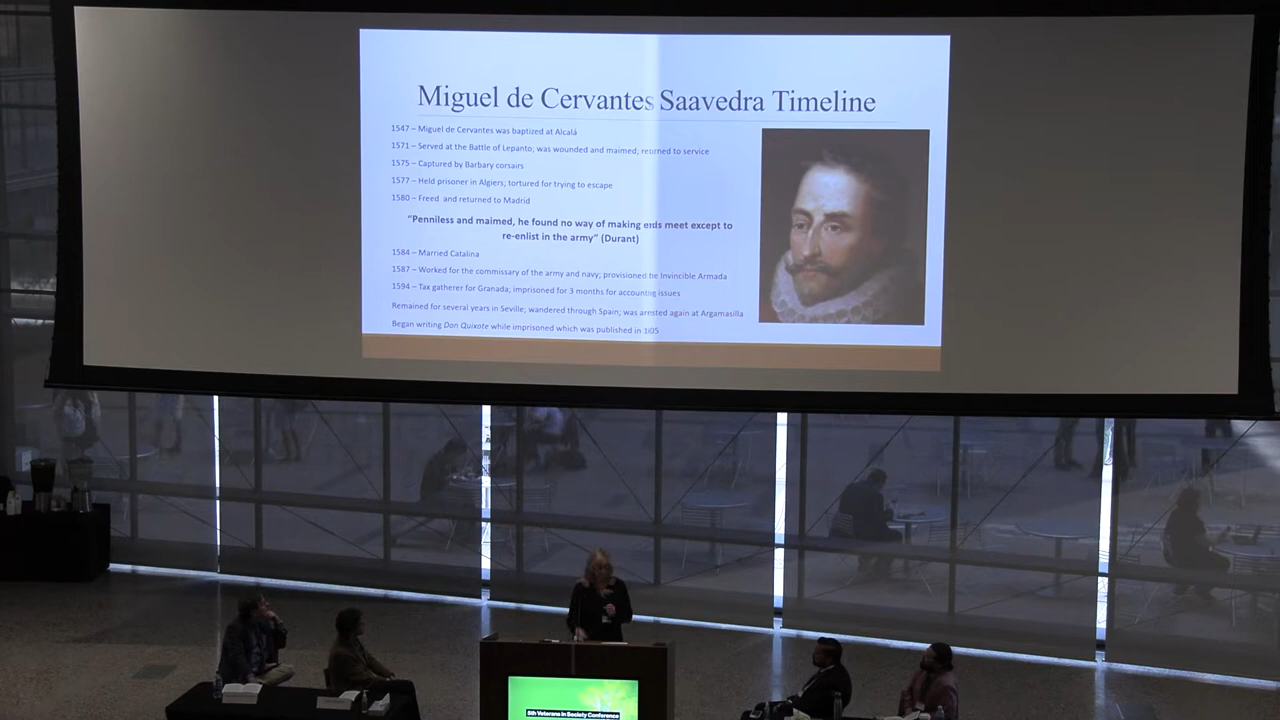 Miguel de Cervantes Saavedra Timeline
1547 – Miguel de Cervantes was baptized at Alcalá
1571 – Served at the Battle of Lepanto; was wounded and maimed; returned to service
1575 – Captured by Barbary corsairs
1577 – Held prisoner in Algiers; tortured for trying to escape
1580 – Freed and returned to Madrid
“Penniless and maimed, he found no way of making ends meet except to
re-enlist in the army” (Durant)
1584 – Married Catalina
1587 – Worked for the commissary of the army and navy; provisioned the Invincible Armada
1594 – Tax gatherer for Granada; imprisoned for 3 months for accounting issues
Remained for several years in Seville; wandered through Spain; was arrested again at Argamasilla
Began writing Don Quixote while imprisoned which was published in 1605
5th Veterans in Society Conference